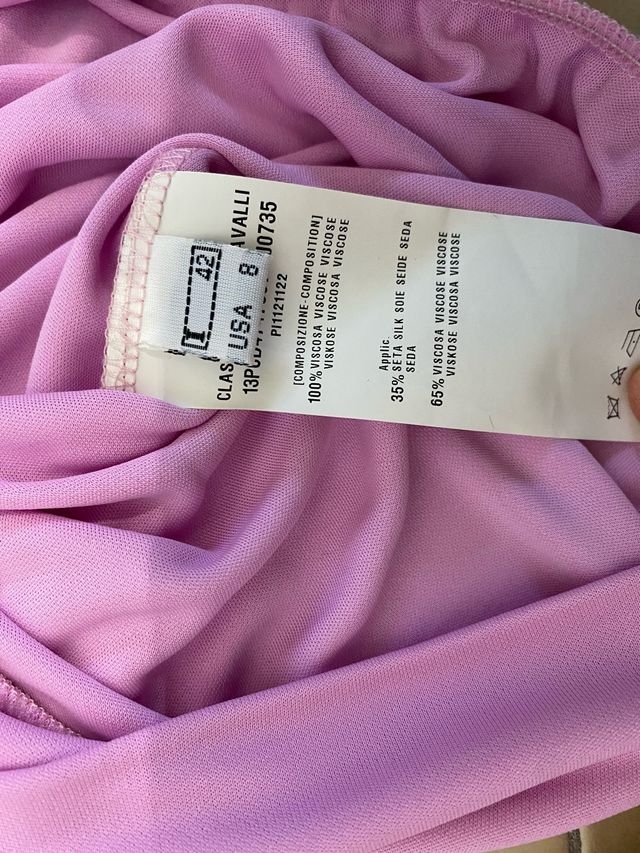 I 42
USA 8
CLAS
AVALLI
0735
PI1121122
[COMPOSIZIONE-COMPOSITION]
100% VISCOSA VISCOSE VISCOSE
VISKOSE VISCOSA VISCOSE
Applic.
35% SETA SILK SOIE SEIDE SEDA
SEDA
65% VISCOSA VISCOSE VISCOSE
VISKOSE VISCOSA VISCOSE